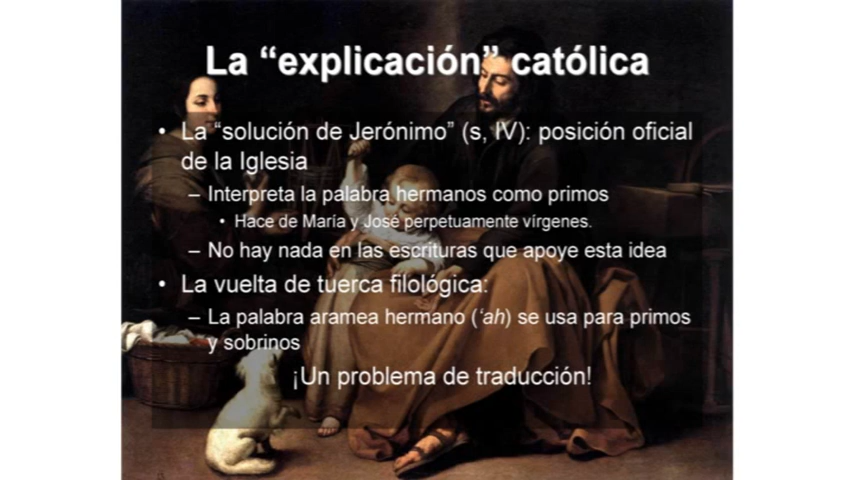 La “explicación” católica
• La “solución de Jerónimo” (s, IV): posición oficial
de la Iglesia
– Interpreta la palabra hermanos como primos
• Hace de María y José perpetuamente vírgenes.
– No hay nada en las escrituras que apoye esta idea
• La vuelta de tuerca filológica:
– La palabra aramea hermano (‘ah) se usa para primos
y sobrinos
¡Un problema de traducción!